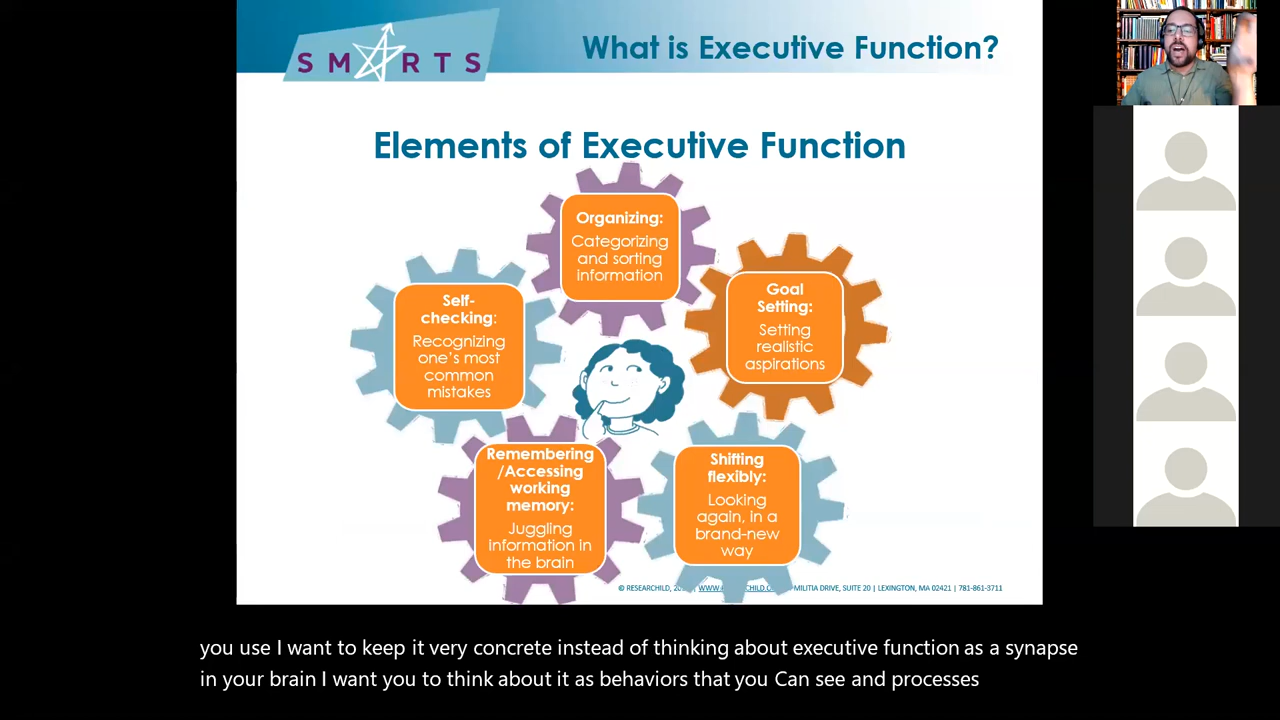 SMARTS
What is Executive Function?
Elements of Executive Function
Organizing:
Categorizing
and sorting
information
Goal
Setting:
Setting
realistic
aspirations
Self-
checking:
Recognizing
one's most
common
mistakes
Remembering
/Accessing
working
memory:
Juggling
information in
the brain
Shifting
flexibly:
Looking
again, in a
brand-new
way
© RESEARCHILD, MILITIA DRIVE, SUITE 20 | LEXINGTON, MA 02421 | 781-861-3711
you use I want to keep it very concrete instead of thinking about executive function as a synapse
in your brain I want you to think about it as behaviors that you Can see and processes